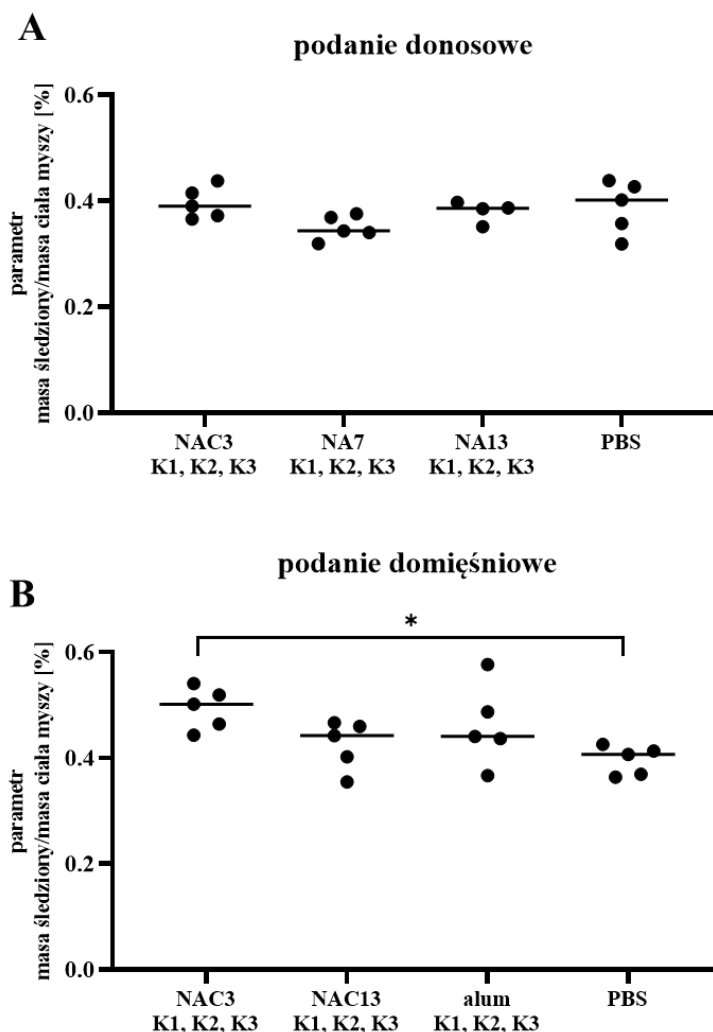 A
podanie donosowe
parametr
masa śledziony/masa ciała myszy [%]
0.6
0.4
0.2
0.0
NAC3 NA7 NA13 PBS
K1, K2, K3 K1, K2, K3 K1, K2, K3
podanie domięśniowe
B
*
parametr
masa śledziony/masa ciała myszy [%]
0.6
0.4
0.2
0.0
NAC3 NAC13 alum PBS
K1, K2, K3 K1, K2, K3 K1, K2, K3